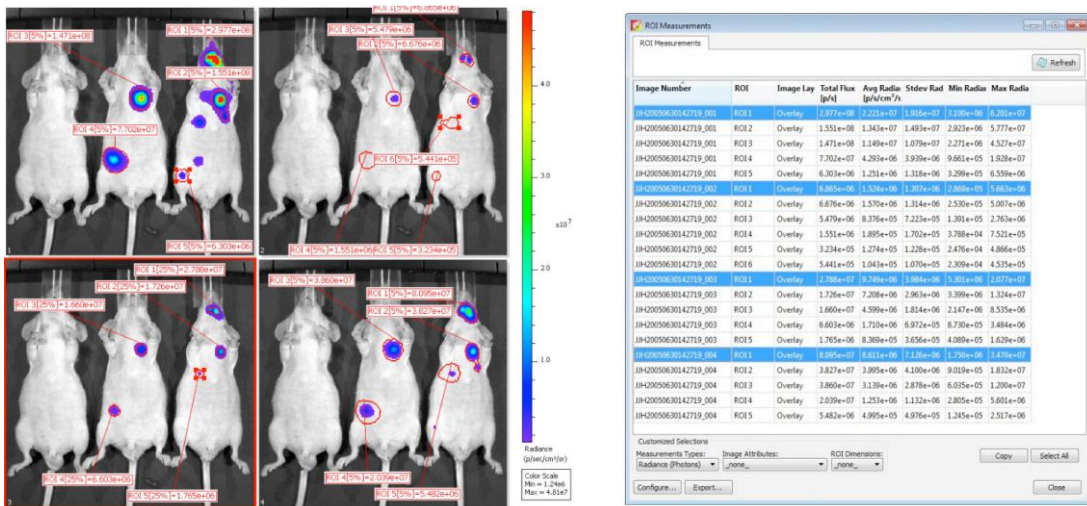 ROI 3[5%]=1.471e+08
ROI 1[5%]=2.977e+08
ROI 2[5%]=1.551e+08
ROI 4[5%]=7.702e+07
ROI 5[5%]=6.303e+06
1
ROI 1[5%]=6.865e+06
ROI 3[5%]=5.479e+06
ROI 2[5%]=6.676e+06
ROI 6[5%]=5.441e+05
ROI 4[5%]=1.551e+06
ROI 5[5%]=3.234e+05
2
ROI 1[25%]=2.788e+07
ROI 2[25%]=1.726e+07
ROI 3[25%]=1.660e+07
ROI 4[25%]=6.603e+06
ROI 5[25%]=1.765e+06
3
ROI 3[5%]=3.860e+07
ROI 1[5%]=8.095e+07
ROI 2[5%]=3.827e+07
ROI 4[5%]=2.039e+07
ROI 5[5%]=5.482e+06
4
4.0
3.0
x10⁷
2.0
1.0
Radiance
(p/sec/cm²/sr)
Color Scale
Min = 1.24e6
Max = 4.81e7
ROI Measurements
ROI Measurements
Refresh
Image Number ROI Image Lay Total Flux [p/s] Avg Radian [p/s/cm²/s Stdev Rad Min Radian Max Radia
JJH20050630142719_001 ROI 1 Overlay 2.977e+08 2.221e+07 1.916e+07 3.100e+06 6.201e+07
JJH20050630142719_001 ROI 2 Overlay 1.551e+08 1.343e+07 1.493e+07 2.923e+06 5.777e+07
JJH20050630142719_001 ROI 3 Overlay 1.471e+08 1.149e+07 1.079e+07 2.271e+06 4.527e+07
JJH20050630142719_001 ROI 4 Overlay 7.702e+07 4.293e+06 3.939e+06 9.661e+05 1.928e+07
JJH20050630142719_001 ROI 5 Overlay 6.303e+06 1.251e+06 1.318e+06 3.299e+05 6.559e+06
JJH20050630142719_002 ROI 1 Overlay 6.865e+06 1.524e+06 1.307e+06 2.869e+05 5.663e+06
JJH20050630142719_002 ROI 2 Overlay 6.676e+06 1.570e+06 1.314e+06 2.530e+05 5.007e+06
JJH20050630142719_002 ROI 3 Overlay 5.479e+06 8.376e+05 7.223e+05 1.391e+05 2.763e+06
JJH20050630142719_002 ROI 4 Overlay 1.551e+06 1.895e+05 1.702e+05 3.788e+04 7.521e+05
JJH20050630142719_002 ROI 5 Overlay 3.234e+05 1.274e+05 1.228e+05 2.476e+04 4.866e+05
JJH20050630142719_002 ROI 6 Overlay 5.441e+05 1.043e+05 1.070e+05 2.309e+04 4.535e+05
JJH20050630142719_003 ROI 1 Overlay 2.788e+07 9.749e+06 3.984e+06 5.301e+06 2.077e+07
JJH20050630142719_003 ROI 2 Overlay 1.726e+07 7.208e+06 2.963e+06 3.399e+06 1.324e+07
JJH20050630142719_003 ROI 3 Overlay 1.660e+07 4.599e+06 1.814e+06 2.147e+06 8.535e+06
JJH20050630142719_003 ROI 4 Overlay 6.603e+06 1.710e+06 6.972e+05 8.730e+05 3.484e+06
JJH20050630142719_003 ROI 5 Overlay 1.765e+06 8.369e+05 3.656e+05 4.089e+05 1.629e+06
JJH20050630142719_004 ROI 1 Overlay 8.095e+07 8.611e+06 7.126e+06 1.750e+06 3.470e+07
JJH20050630142719_004 ROI 2 Overlay 3.827e+07 3.995e+06 4.100e+06 9.019e+05 1.832e+07
JJH20050630142719_004 ROI 3 Overlay 3.860e+07 3.139e+06 2.878e+06 6.035e+05 1.200e+07
JJH20050630142719_004 ROI 4 Overlay 2.039e+07 1.253e+06 1.132e+06 2.805e+05 5.601e+06
JJH20050630142719_004 ROI 5 Overlay 5.482e+06 4.995e+05 4.976e+05 1.245e+05 2.517e+06
Customized Selections
Measurements Types: Image Attributes: ROI Dimensions:
Radiance (Photons) _none_ _none_ Copy Select All
Configure... Export... Close